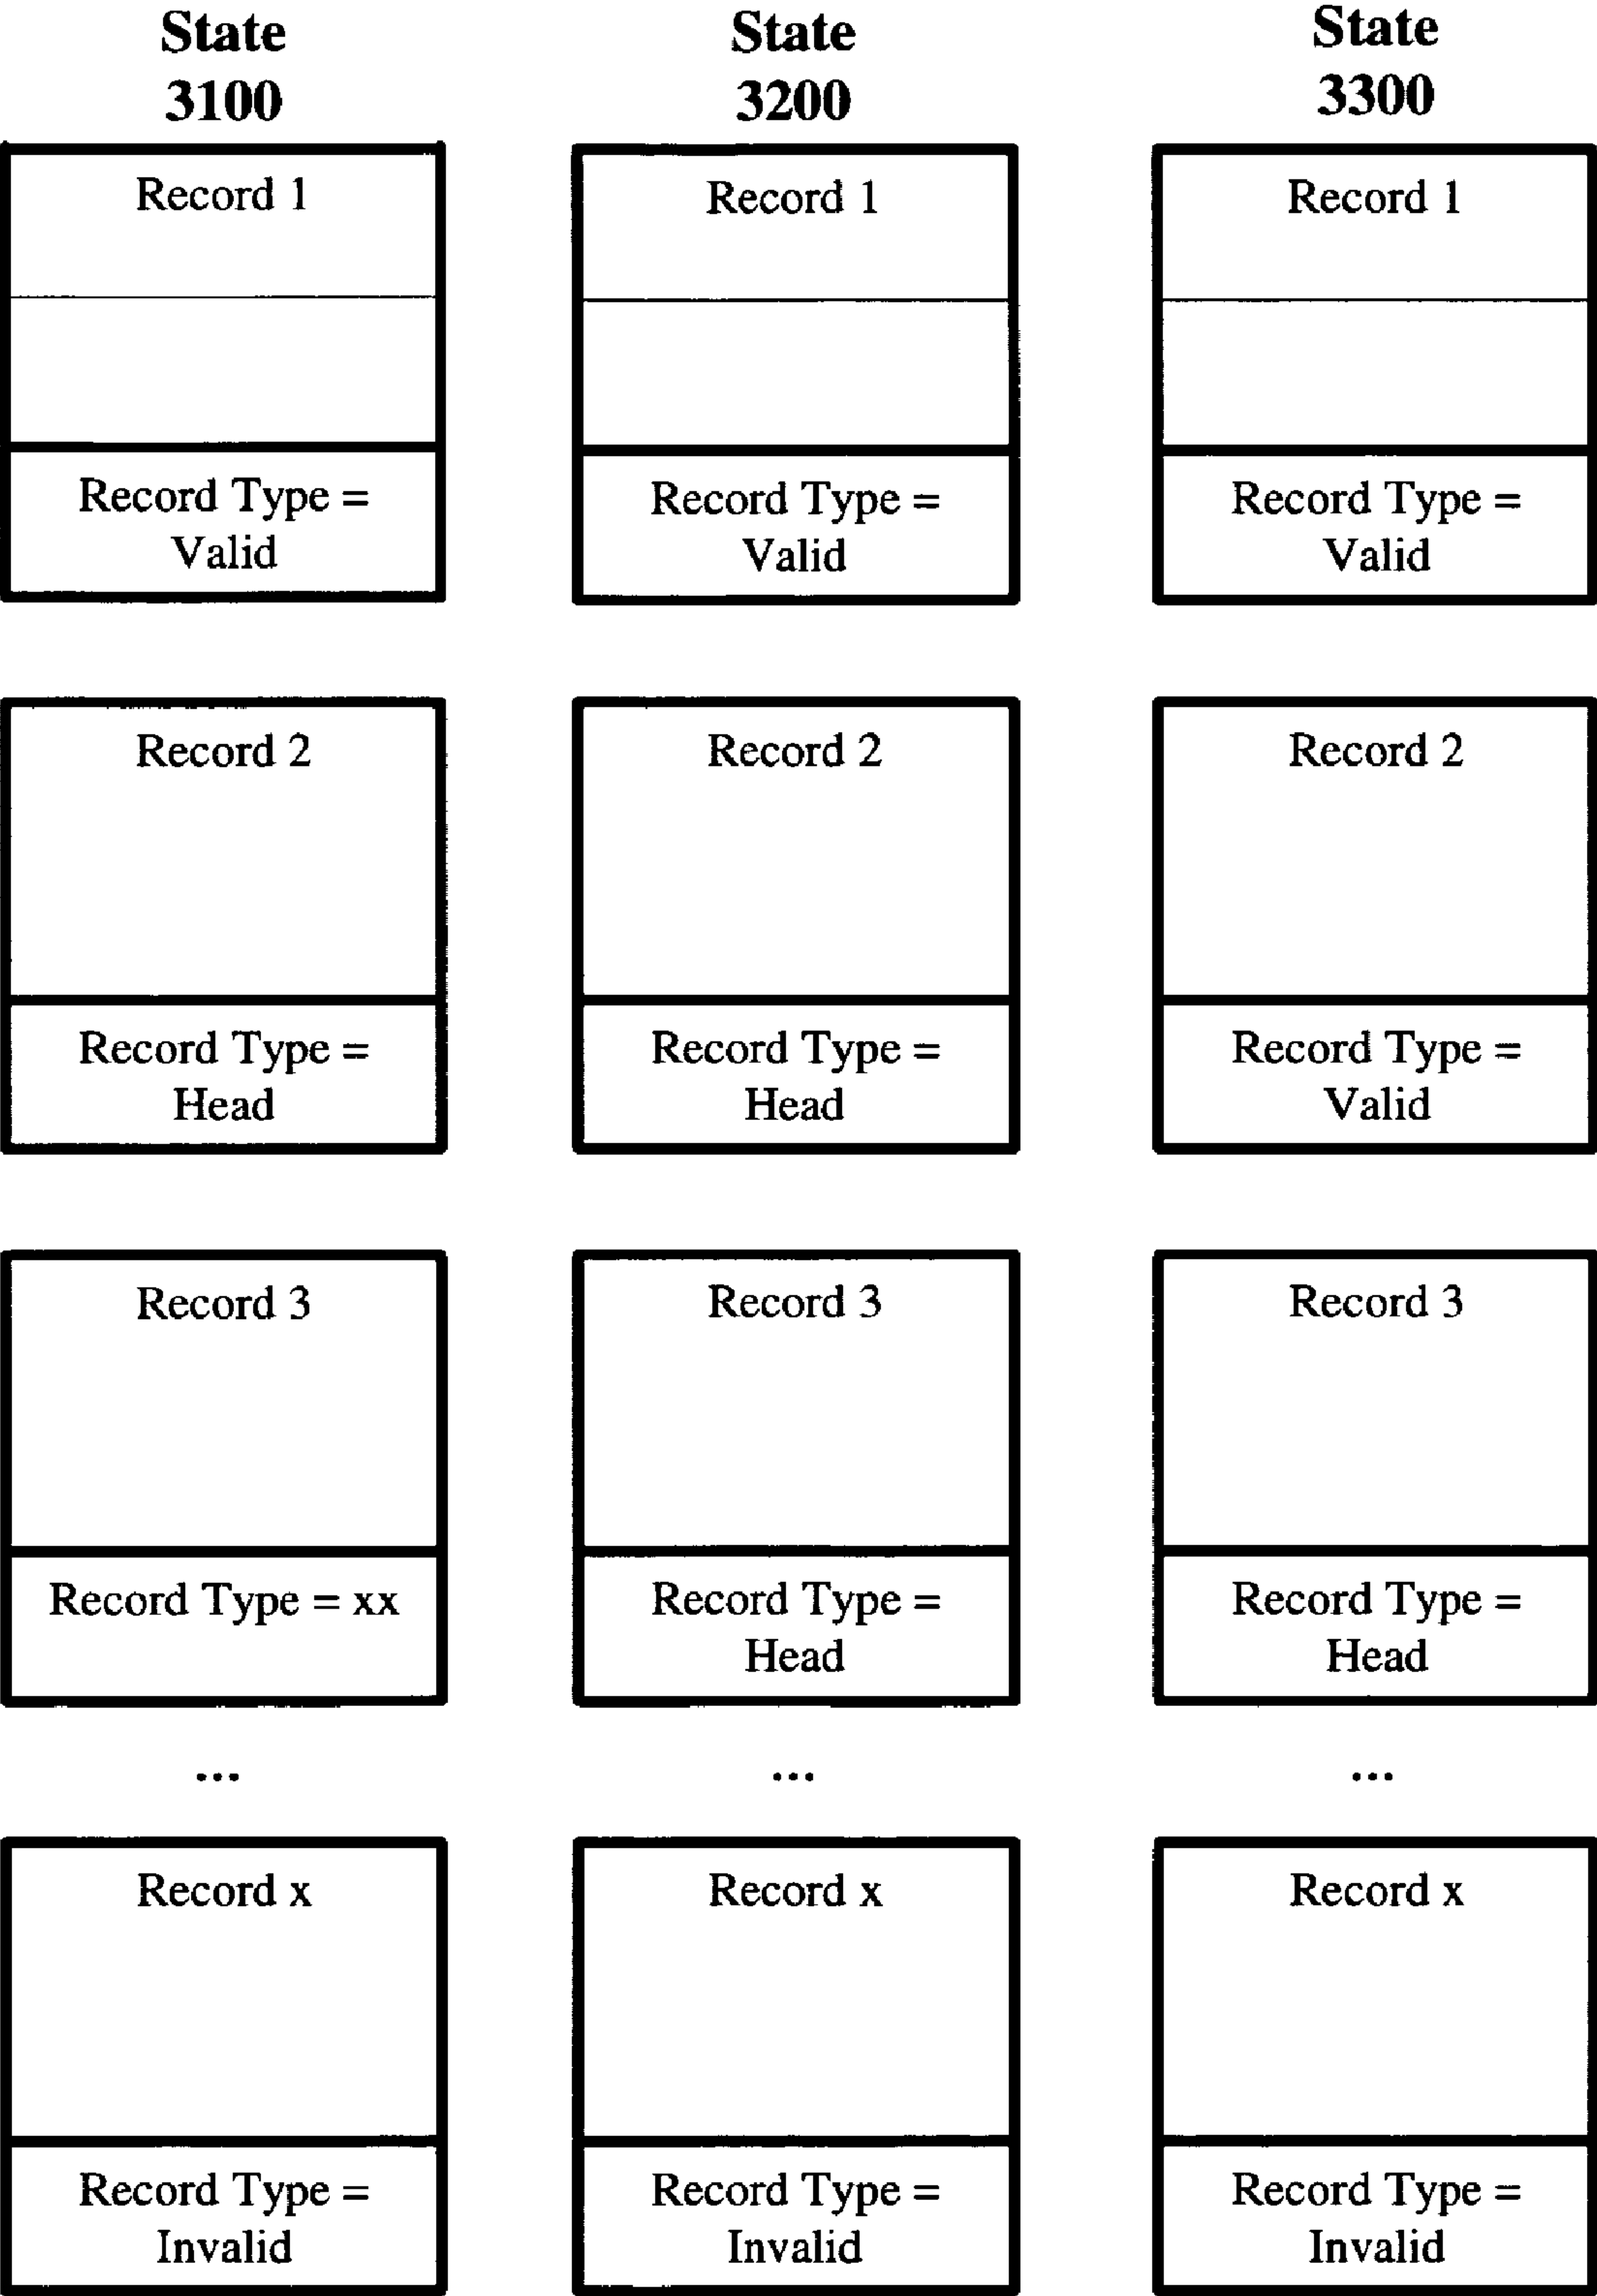 State
3100
Record 1
Record Type =
Valid
Record 2
Record Type =
Head
Record 3
Record Type = xx
...
Record x
Record Type =
Invalid
State
3200
Record 1
Record Type =
Valid
Record 2
Record Type =
Head
Record 3
Record Type =
Head
...
Record x
Record Type =
Invalid
State
3300
Record 1
Record Type =
Valid
Record 2
Record Type =
Valid
Record 3
Record Type =
Head
...
Record x
Record Type =
Invalid